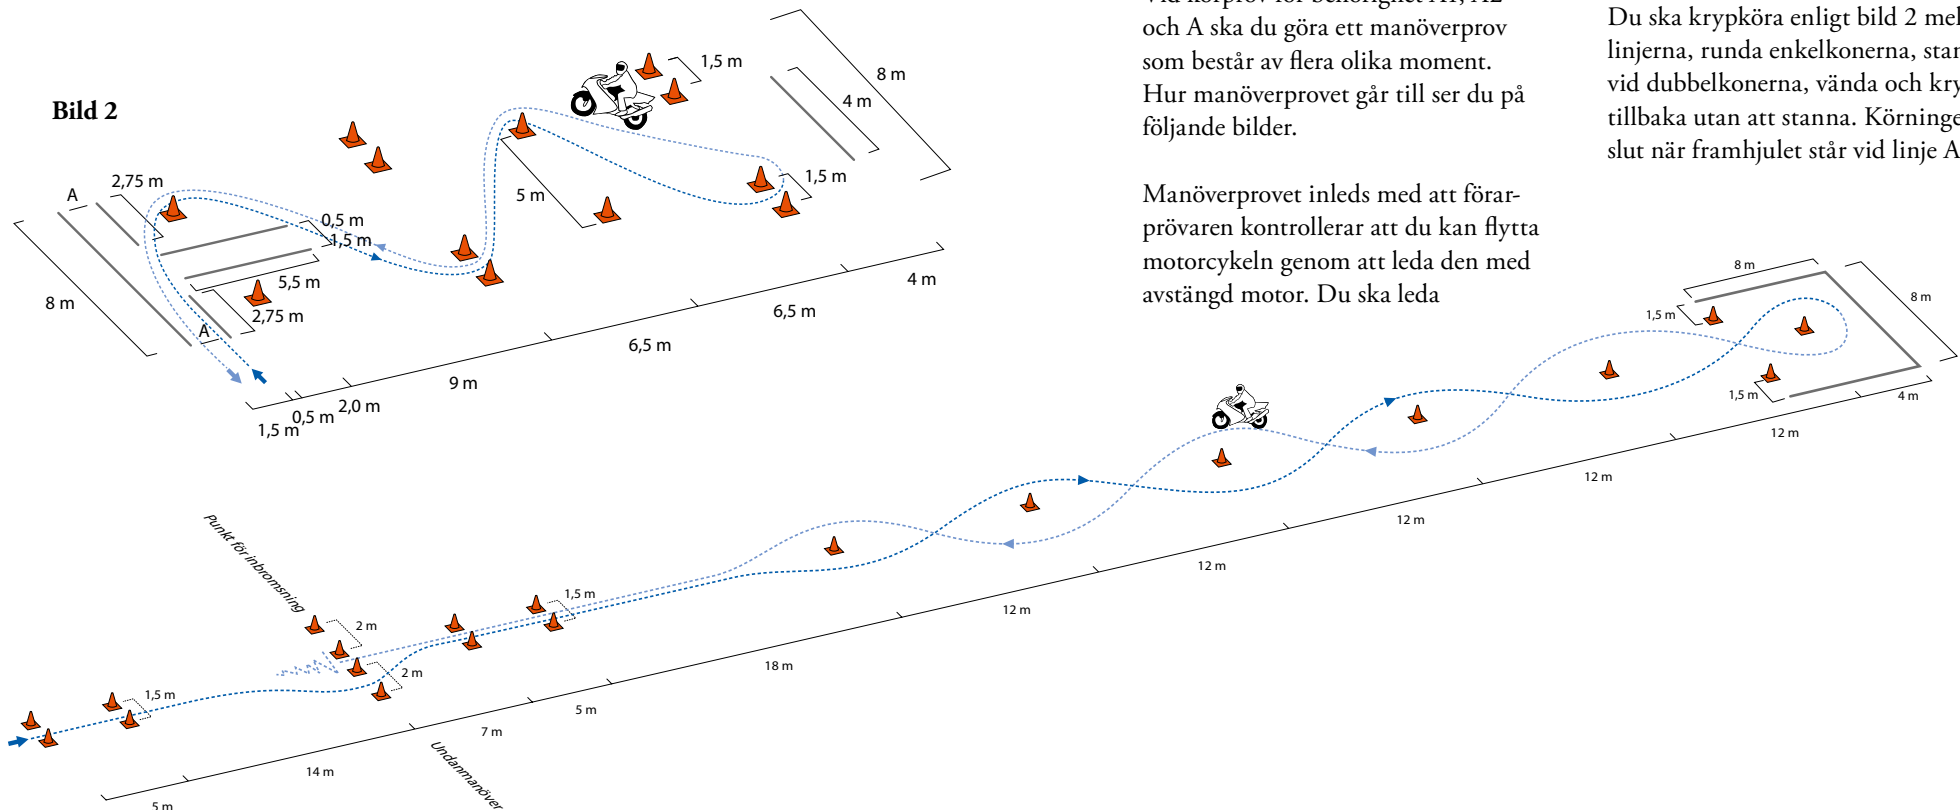 Bild 2
A
2,75 m
8 m
0,5 m
1,5 m
5,5 m
2,75 m
A
5 m
1,5 m
4 m
8 m
1,5 m
1,5 m
0,5 m
2,0 m
9 m
6,5 m
6,5 m
4 m
och A ska du göra ett manöverprov
som består av flera olika moment.
Hur manöverprovet går till ser du på
följande bilder.
Manöverprovet inleds med att förar-
prövaren kontrollerar att du kan flytta
motorcykeln genom att leda den med
avstängd motor. Du ska leda
Du ska krypköra enligt bild 2 mel
linjerna, runda enkelkonerna, stan
vid dubbelkonerna, vända och kry
tillbaka utan att stanna. Körninge
slut när framhjulet står vid linje A
8 m
1,5 m
8 m
1,5 m
4 m
12 m
12 m
12 m
12 m
12 m
18 m
5 m
7 m
14 m
5 m
Punkt för inbromsning
2 m
2 m
1,5 m
1,5 m
Undanmanöver